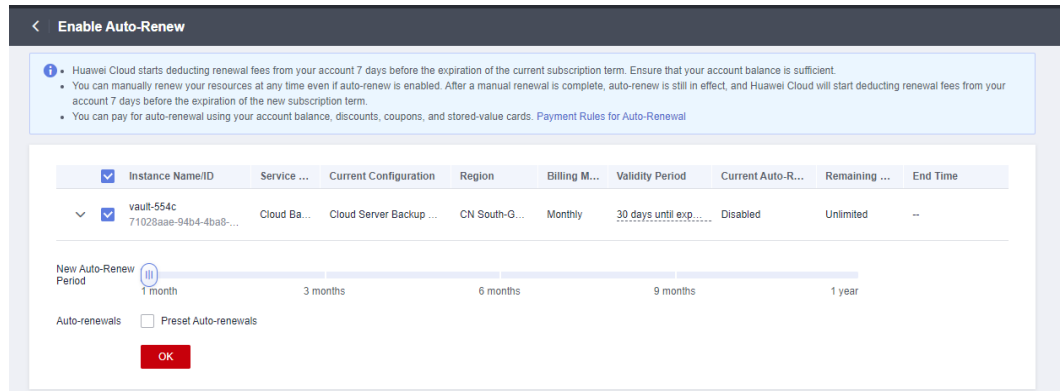 Enable Auto-Renew
Huawei Cloud starts deducting renewal fees from your account 7 days before the expiration of the current subscription term. Ensure that your account balance is sufficient.
You can manually renew your resources at any time even if auto-renew is enabled. After a manual renewal is complete, auto-renew is still in effect, and Huawei Cloud will start deducting renewal fees from your
account 7 days before the expiration of the new subscription term.
You can pay for auto-renewal using your account balance, discounts, coupons, and stored-value cards. Payment Rules for Auto-Renewal
Instance Name/ID Service ... Current Configuration Region Billing M... Validity Period Current Auto-R... Remaining ... End Time
vault-554c
71028aae-94b4-4ba8-...
Cloud Ba... Cloud Server Backup ... CN South-G... Monthly 30 days until exp... Disabled Unlimited --
New Auto-Renew
Period
1 month 3 months 6 months 9 months 1 year
Auto-renewals Preset Auto-renewals
OK